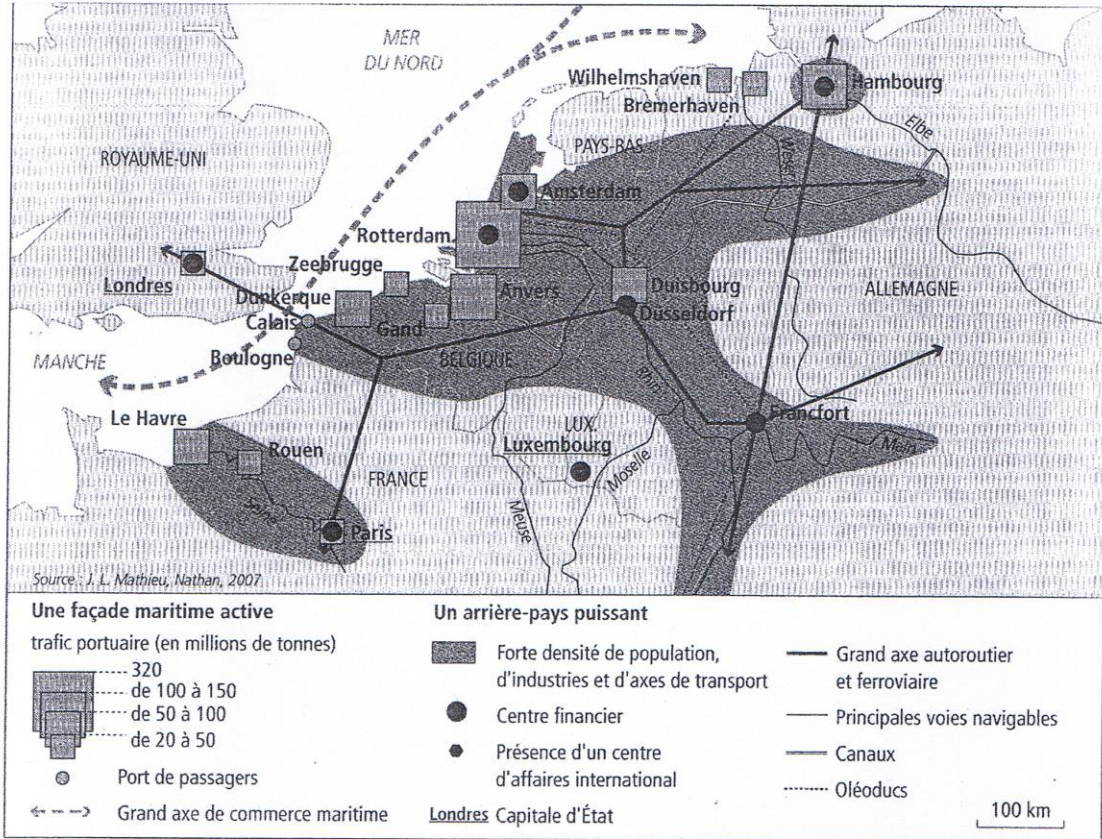 MER
DU NORD
Wilhelmshaven
Bremerhaven
Hambourg
Elbe
ROYAUME-UNI
PAYS-BAS
Weser
Amsterdam
Rotterdam
Londres
Zeebrugge
Dunkerque
Anvers
Duisbourg
ALLEMAGNE
Calais
Gand
Düsseldorf
Boulogne
BELGIQUE
MANCHE
Rhin
Le Havre
Francfort
LUX.
Luxembourg
Main
Rouen
FRANCE
Moselle
Seine
Meuse
Paris
Source : J. L. Mathieu, Nathan, 2007
Une façade maritime active
trafic portuaire (en millions de tonnes)
320
de 100 à 150
de 50 à 100
de 20 à 50
Port de passagers
Grand axe de commerce maritime
Un arrière-pays puissant
Forte densité de population,
d'industries et d'axes de transport
Centre financier
Présence d'un centre
d'affaires international
Londres Capitale d'État
Grand axe autoroutier
et ferroviaire
Principales voies navigables
Canaux
Oléoducs
100 km